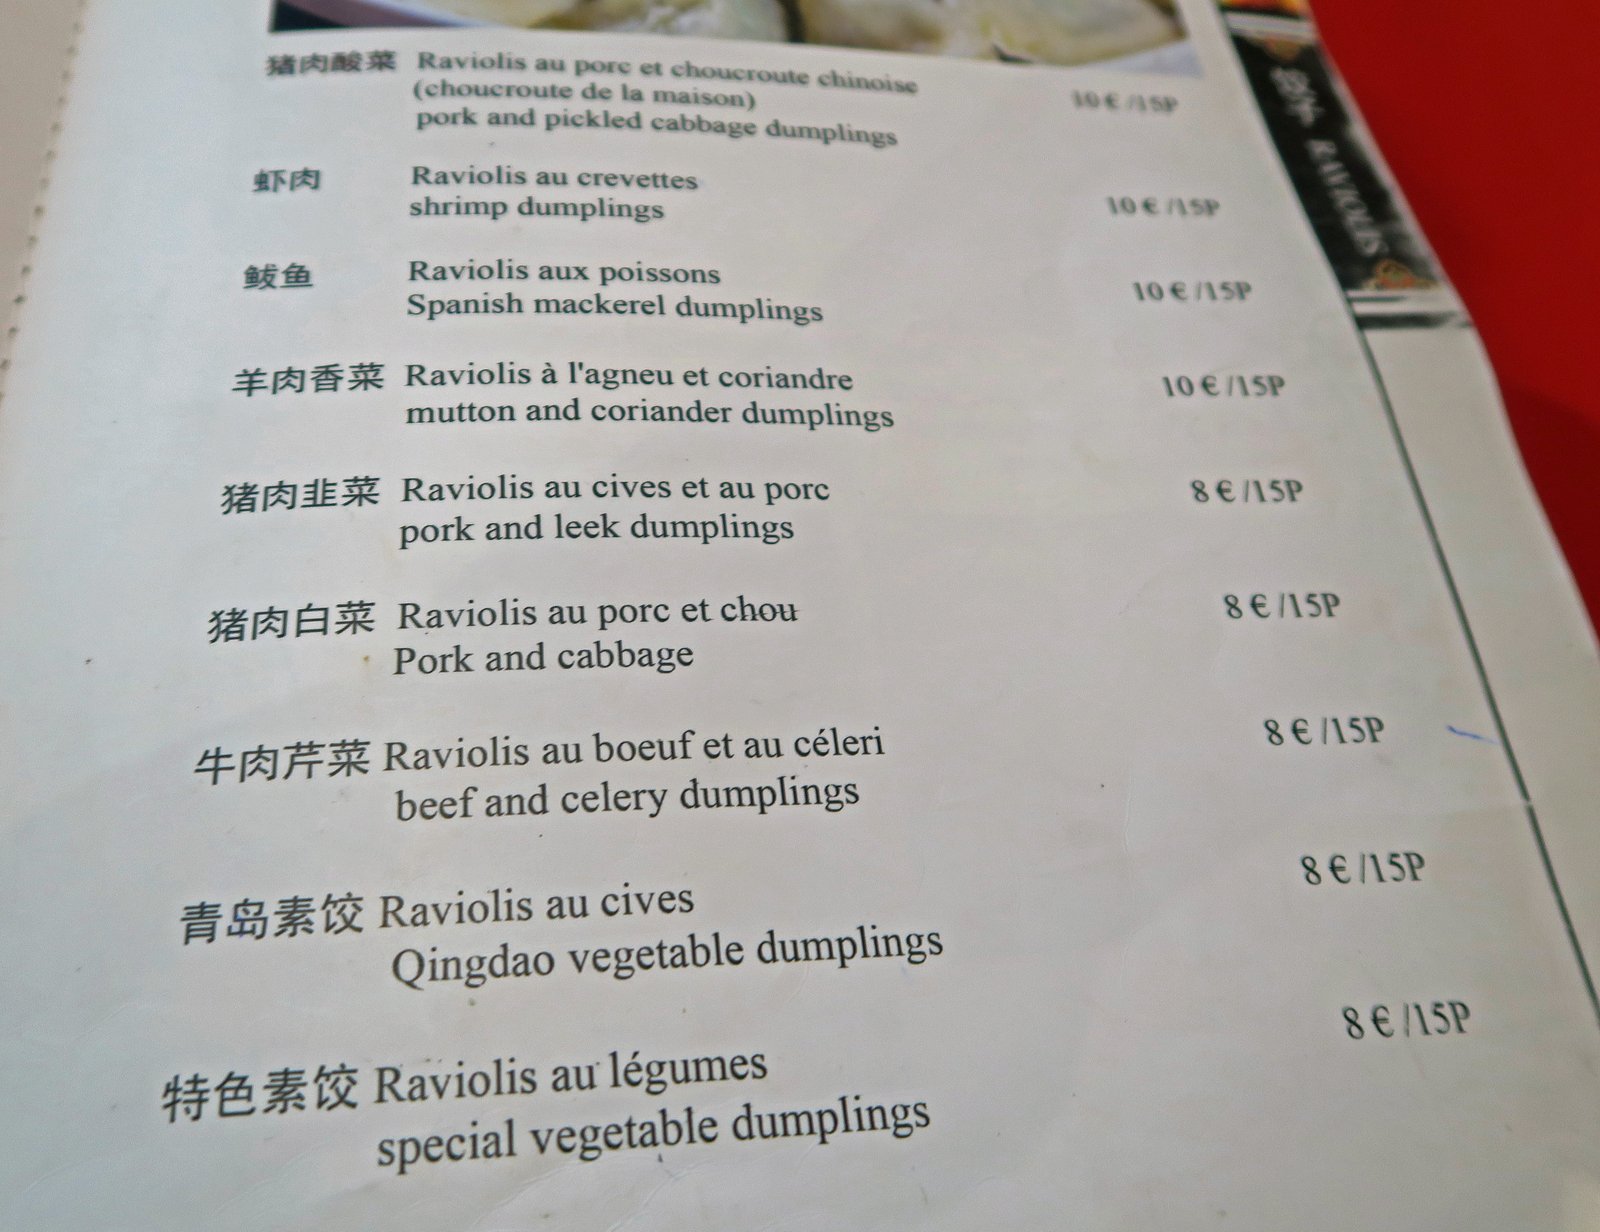 猪肉酸菜 Raviolis au porc et choucroute chinoise
(choucroute de la maison)
pork and pickled cabbage dumplings
10 € /15P
虾肉 Raviolis au crevettes
shrimp dumplings
10 € /15P
鲅鱼 Raviolis aux poissons
Spanish mackerel dumplings
10 € /15P
羊肉香菜 Raviolis à l'agneu et coriandre
mutton and coriander dumplings
10 € /15P
猪肉韭菜 Raviolis au cives et au porc
pork and leek dumplings
8 € /15P
猪肉白菜 Raviolis au porc et chou
Pork and cabbage
8 € /15P
牛肉芹菜 Raviolis au boeuf et au céleri
beef and celery dumplings
8 € /15P
青岛素饺 Raviolis au cives
Qingdao vegetable dumplings
8 € /15P
特色素饺 Raviolis au légumes
special vegetable dumplings
8 € /15P
RAVIOLIS